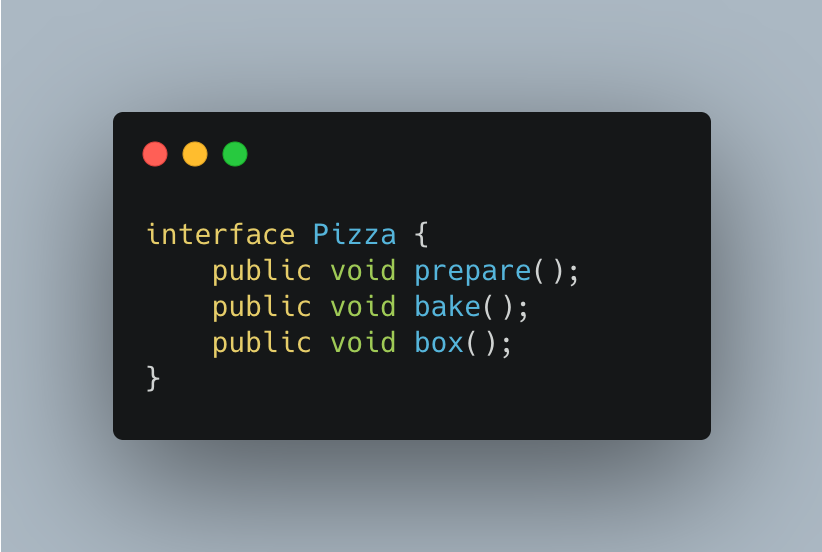 interface Pizza {
    public void prepare();
    public void bake();
    public void box();
}